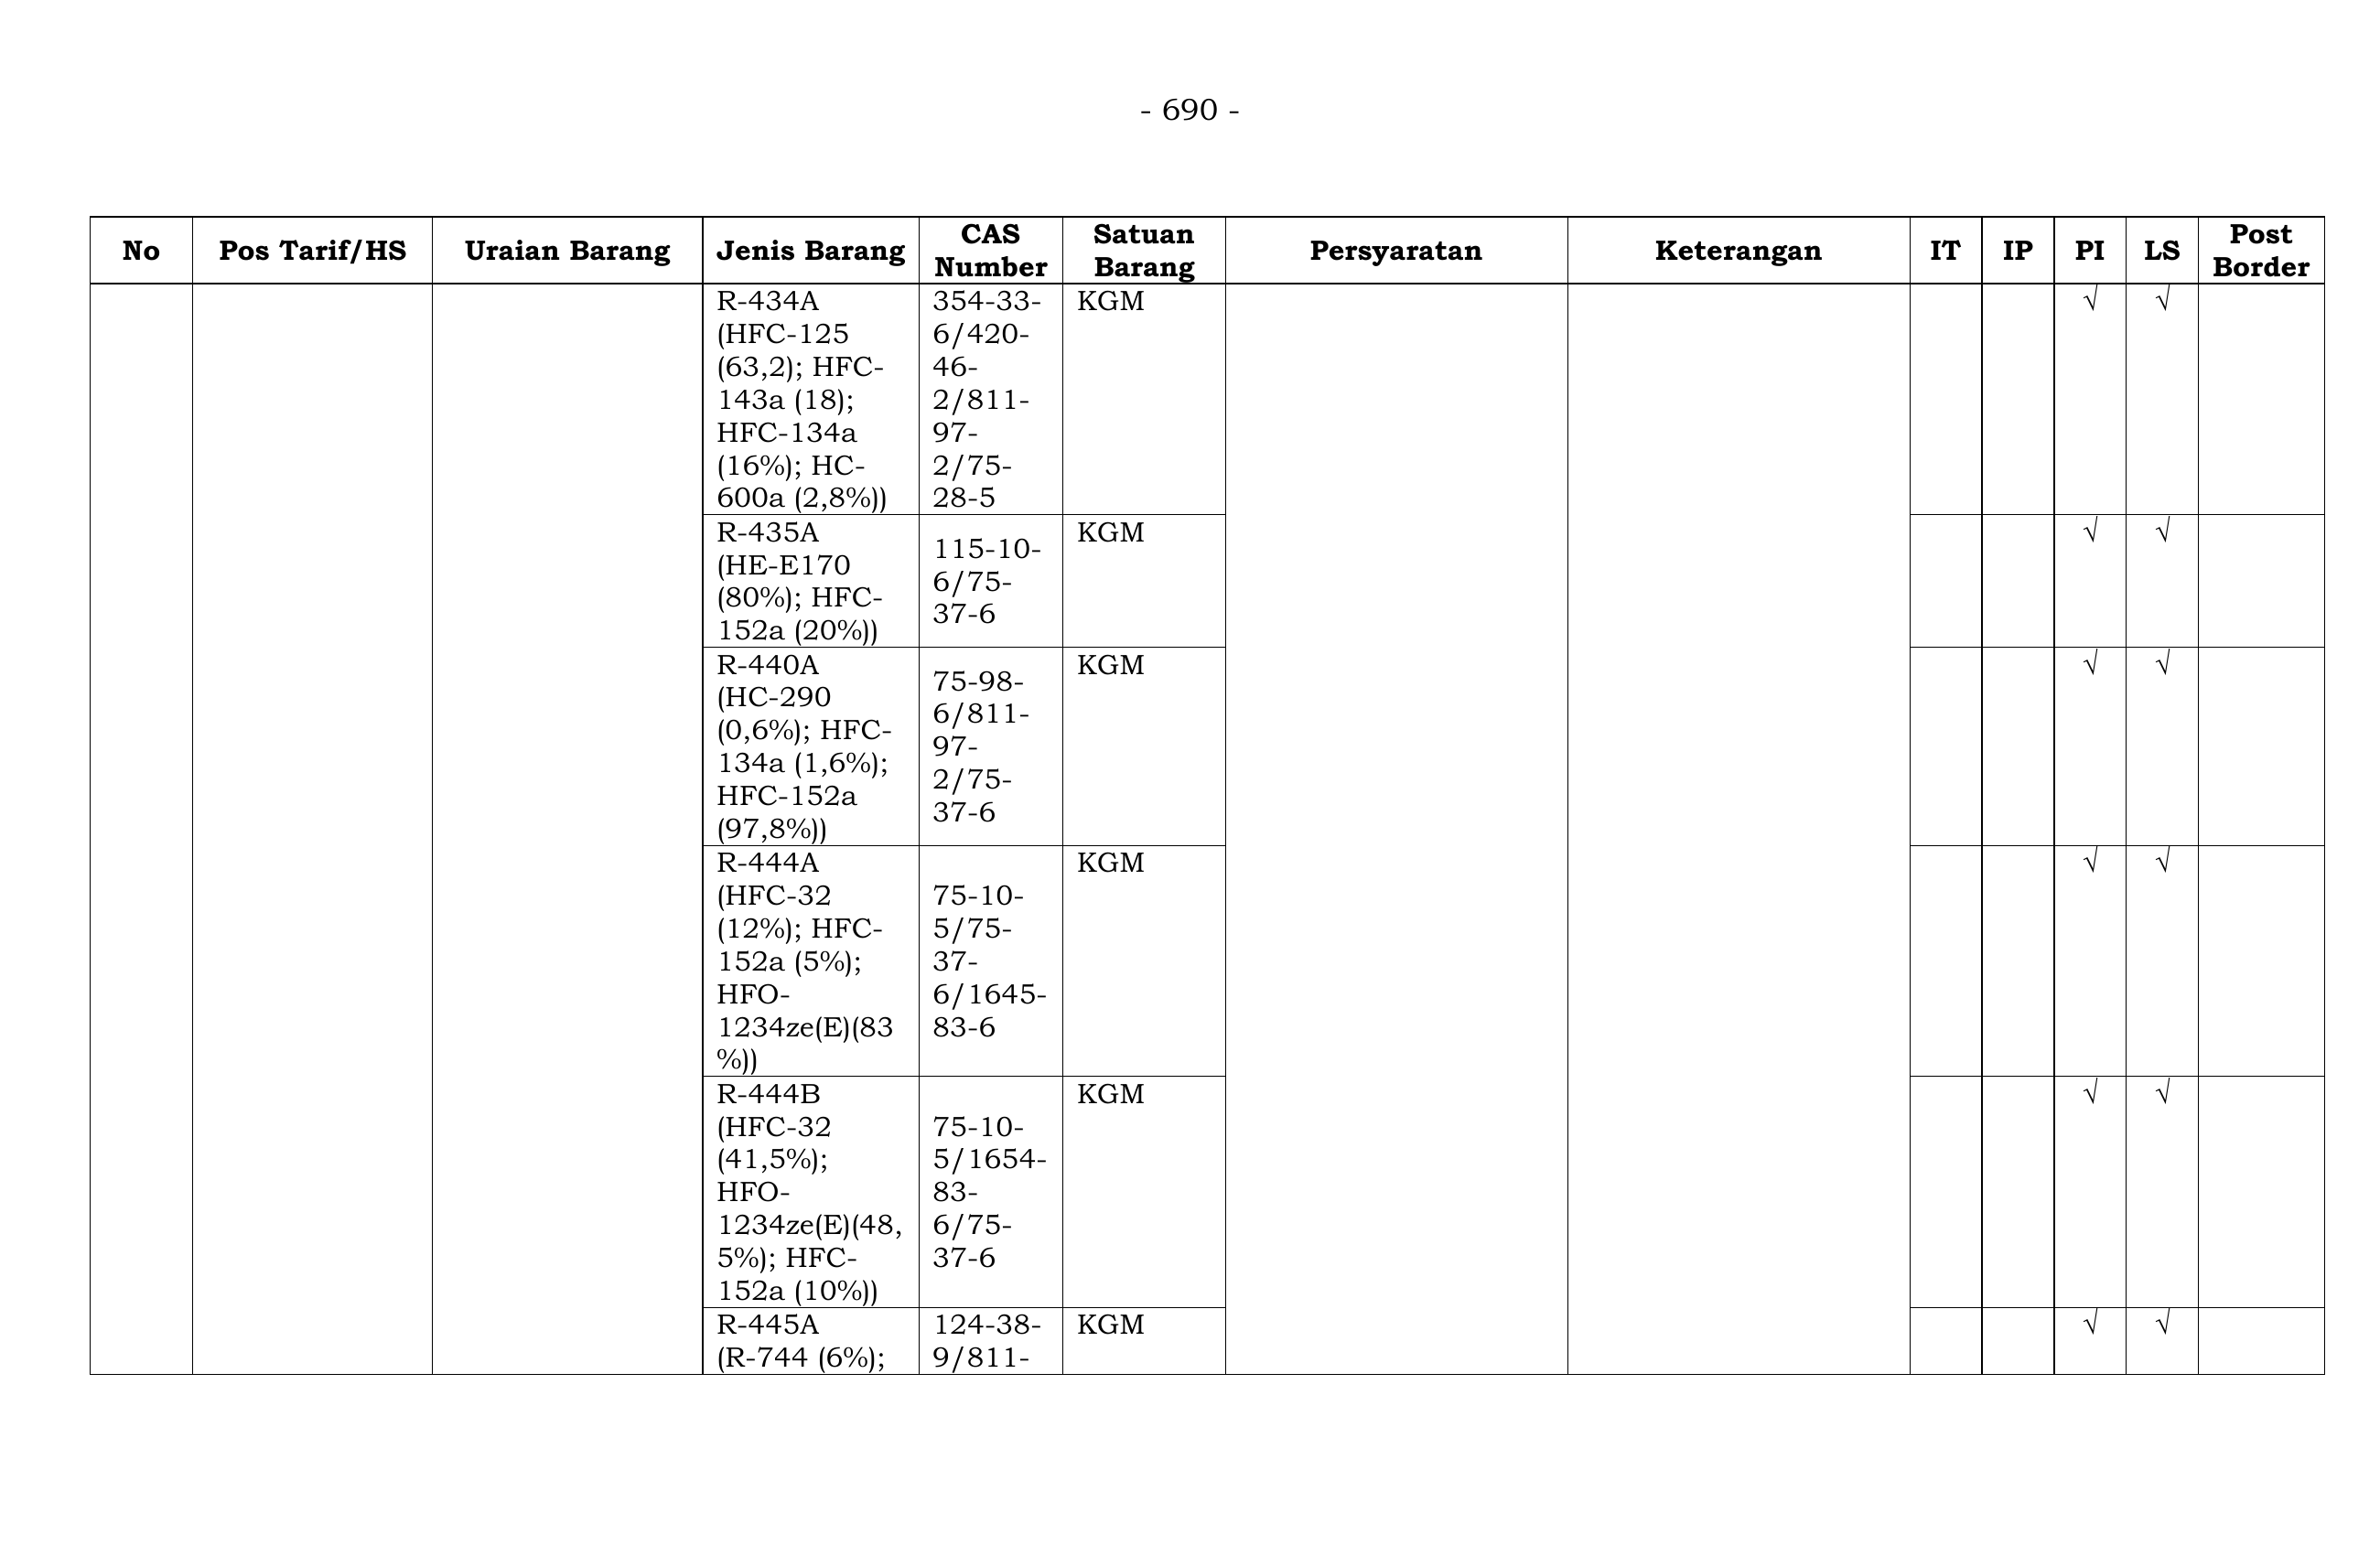 - 690 -
No Pos Tarif/HS Uraian Barang Jenis Barang CAS Number Satuan Barang Persyaratan Keterangan IT IP PI LS Post Border
R-434A 354-33- KGM √ √
(HFC-125 6/420-
(63,2); HFC- 46-
143a (18); 2/811-
HFC-134a 97-
(16%); HC- 2/75-
600a (2,8%)) 28-5
R-435A KGM √ √
(HE-E170 115-10-
(80%); HFC- 6/75-
152a (20%)) 37-6
R-440A KGM √ √
(HC-290 75-98-
(0,6%); HFC- 6/811-
134a (1,6%); 97-
HFC-152a 2/75-
(97,8%)) 37-6
R-444A KGM √ √
(HFC-32 75-10-
(12%); HFC- 5/75-
152a (5%); 37-
HFO- 6/1645-
1234ze(E)(83 83-6
%))
R-444B KGM √ √
(HFC-32 75-10-
(41,5%); 5/1654-
HFO- 83-
1234ze(E)(48, 6/75-
5%); HFC- 37-6
152a (10%))
R-445A 124-38- KGM √ √
(R-744 (6%); 9/811-